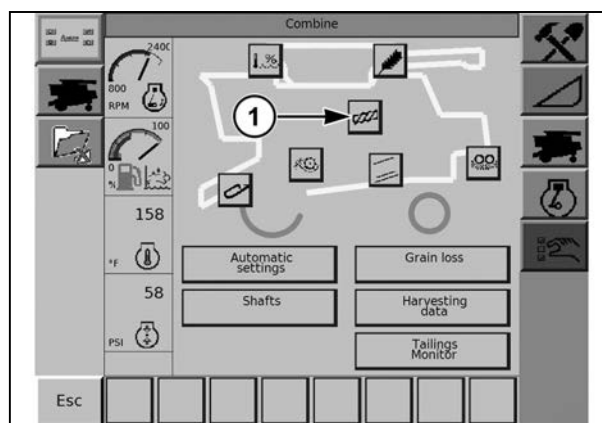 Combine
2400
800
RPM
100
0
%
158
°F
58
PSI
1
1.%
Automatic
settings
Grain loss
Shafts
Harvesting
data
Tailings
Monitor
Esc